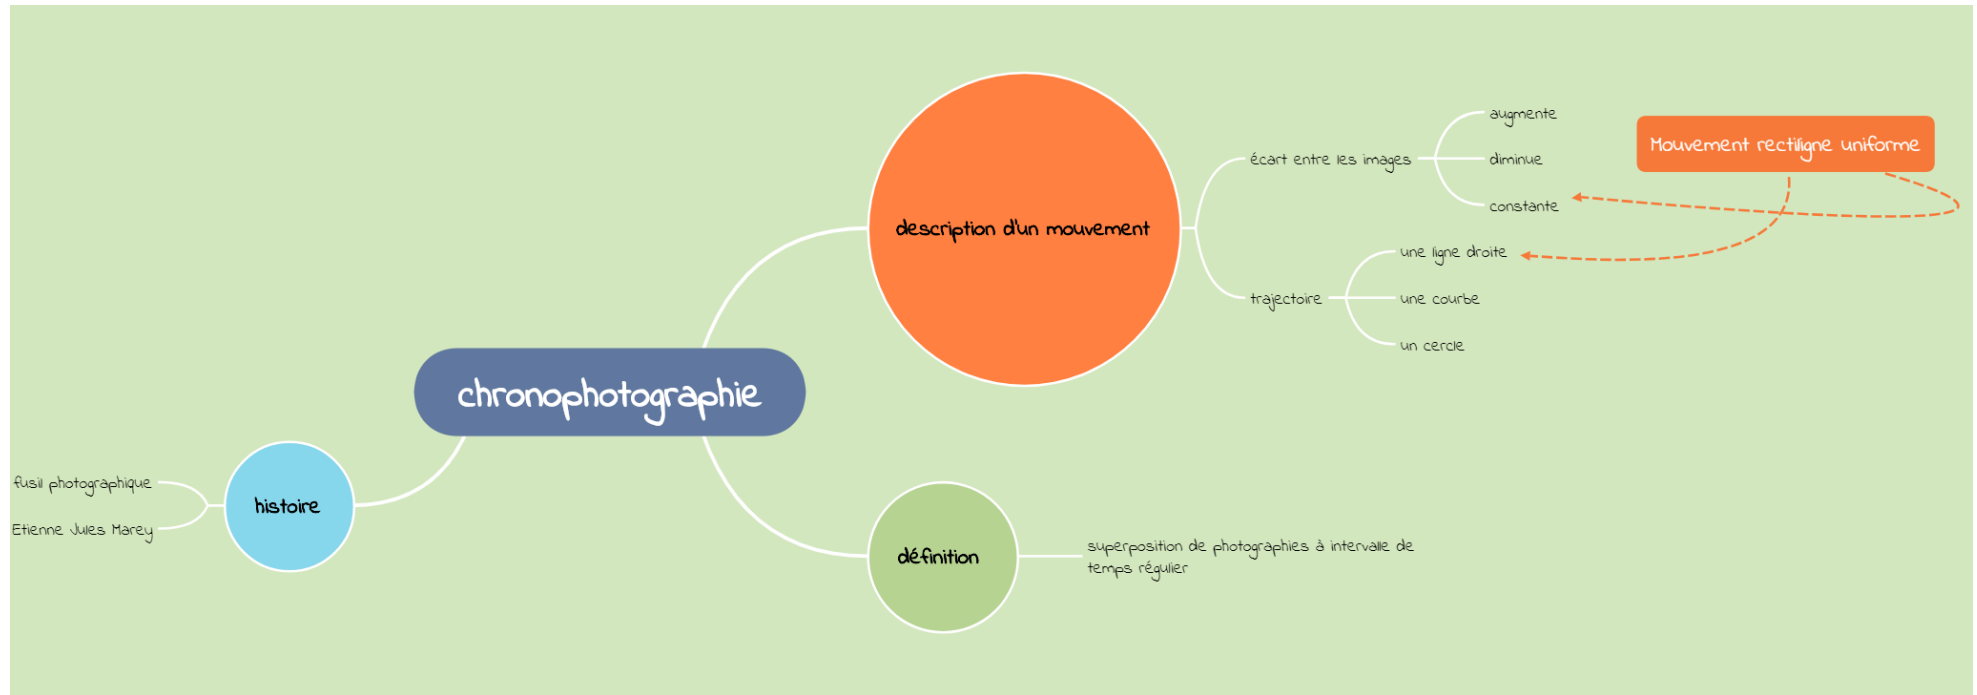 chronophotographie
description d'un mouvement
écart entre les images
augmente
diminue
constante
Mouvement rectiligne uniforme
trajectoire
une ligne droite
une courbe
un cercle
définition
superposition de photographies à intervalle de
temps régulier
histoire
fusil photographique
Etienne Jules Marey